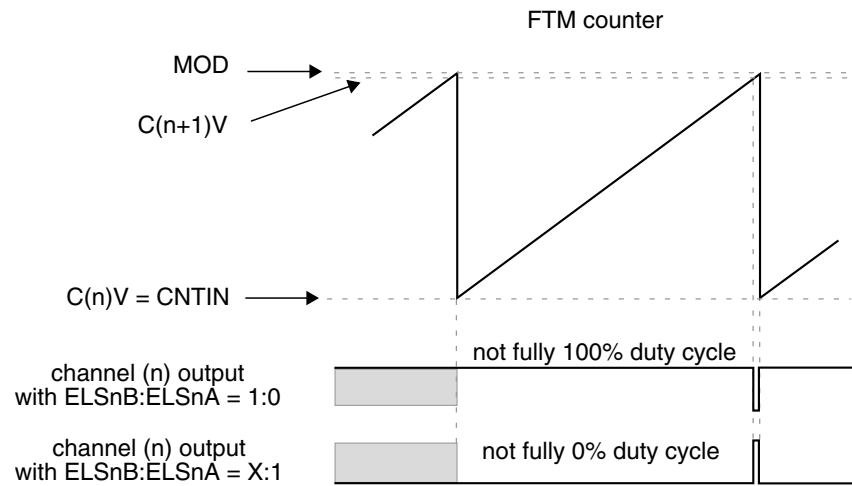 FTM counter
MOD
C(n+1)V
C(n)V = CNTIN
not fully 100% duty cycle
channel (n) output
with ELSnB:ELSnA = 1:0
channel (n) output
with ELSnB:ELSnA = X:1
not fully 0% duty cycle